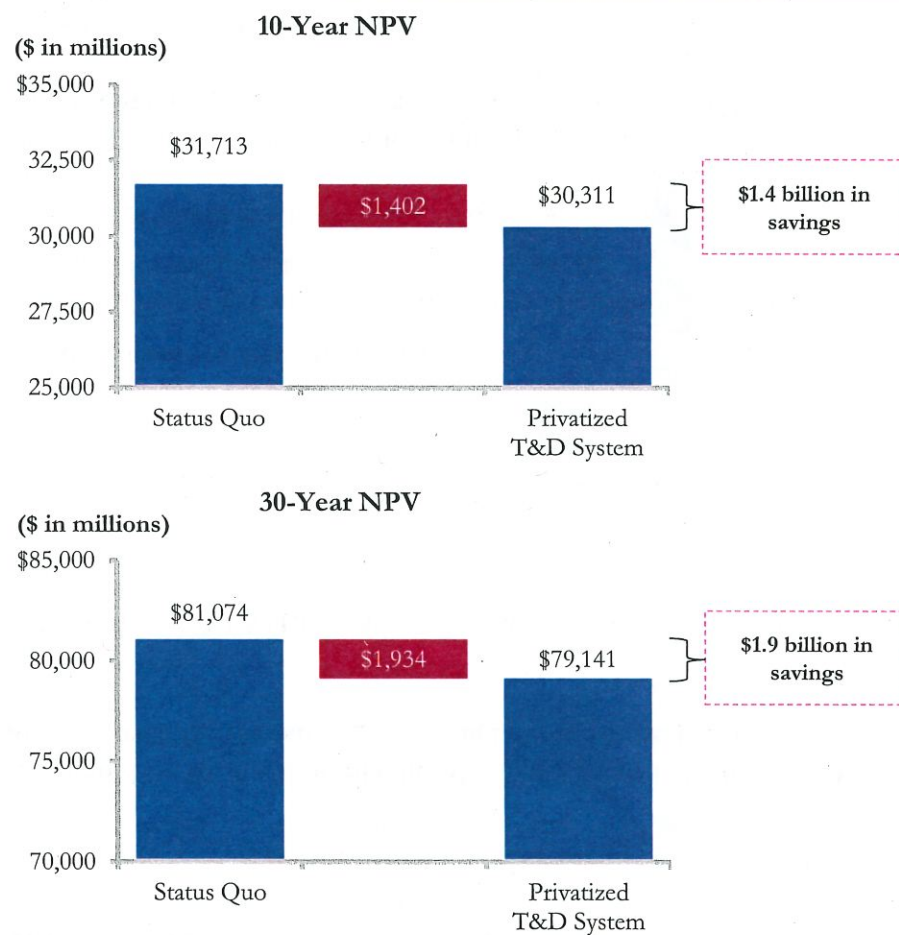 10-Year NPV
($ in millions)
$35,000
32,500
30,000
27,500
25,000
$31,713
$1,402
$30,311
$1.4 billion in
savings
Status Quo
Privatized
T&D System
30-Year NPV
($ in millions)
$85,000
80,000
75,000
70,000
$81,074
$1,934
$79,141
$1.9 billion in
savings
Status Quo
Privatized
T&D System